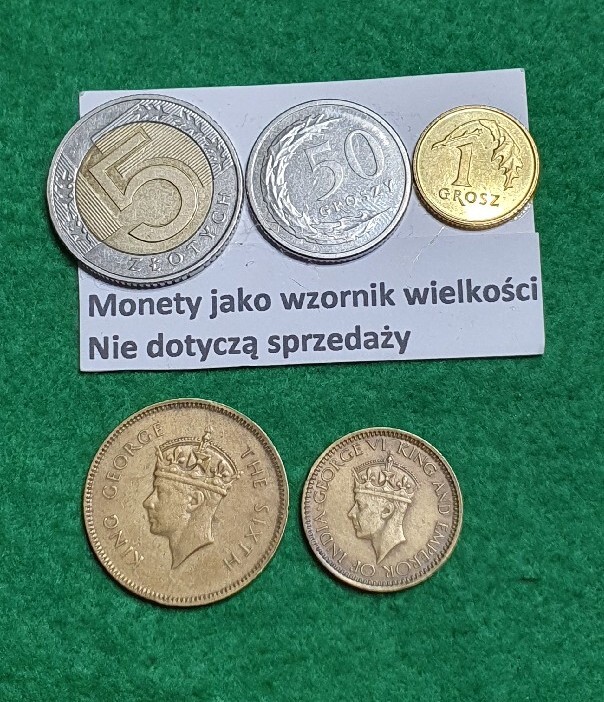 5
ZŁOTYCH
50
GROSZY
1
GROSZ
Monety jako wzornik wielkości
Nie dotyczą sprzedaży
KING GEORGE THE SIXTH
GEORGE VI, KING AND EMPEROR OF INDIA